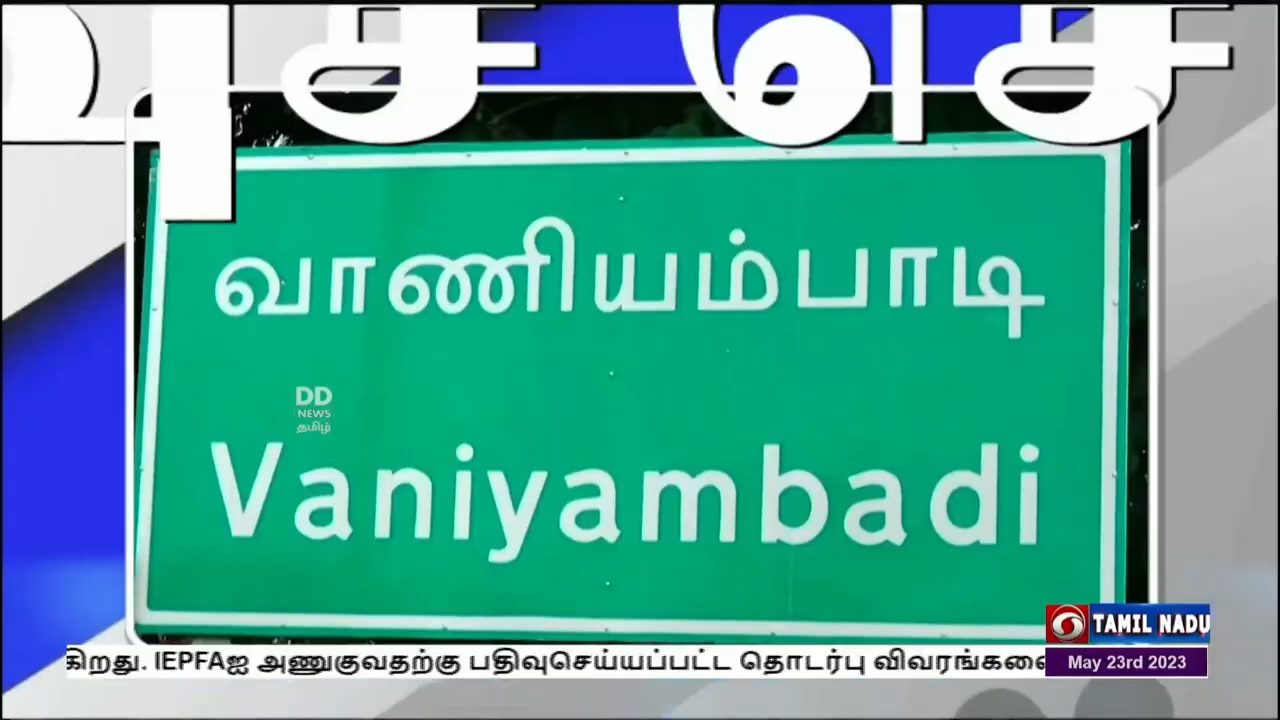 வாணியம்பாடி
DD
NEWS
தமிழ்
Vaniyambadi
TAMIL NADU
கிறது. IEPFAஐ அணுகுவதற்கு பதிவுசெய்யப்பட்ட தொடர்பு விவரங்களை
May 23rd 2023